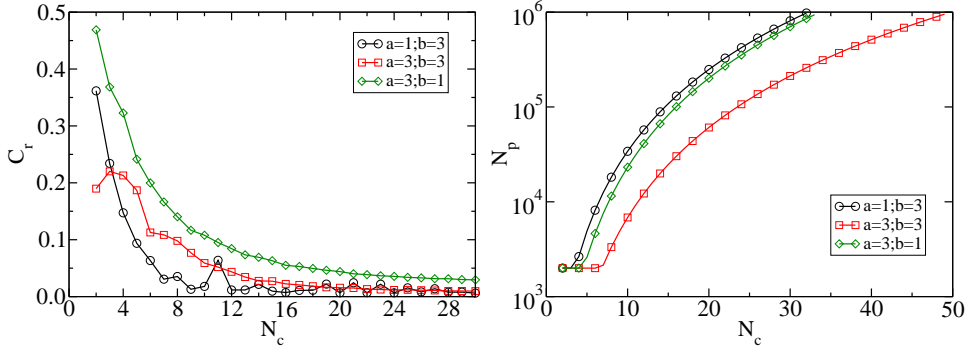 0.5
0.4
0.3
0.2
0.1
0.0
C_r
4 8 12 16 20 24 28
N_c
a=1;b=3
a=3;b=3
a=3;b=1
10^6
10^5
10^4
10^3
N_p
0 10 20 30 40 50
N_c
a=1;b=3
a=3;b=3
a=3;b=1